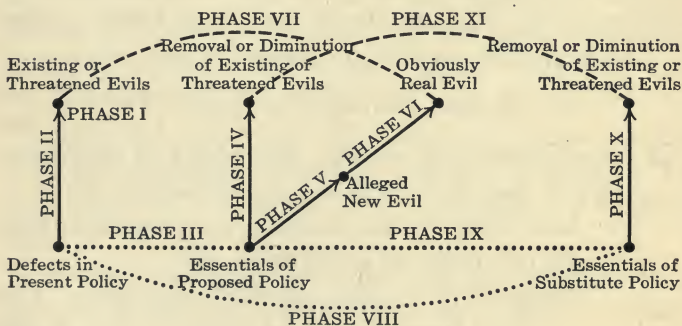 PHASE VII
PHASE XI
Existing or
Threatened Evils
Removal or Diminution
of Existing or
Threatened Evils
Obviously
Real Evil
Removal or Diminution
of Existing or
Threatened Evils
PHASE I
PHASE II
PHASE IV
PHASE V
PHASE VI
PHASE X
Alleged
New Evil
PHASE III
PHASE IX
Defects in
Present Policy
Essentials of
Proposed Policy
Essentials of
Substitute Policy
PHASE VIII